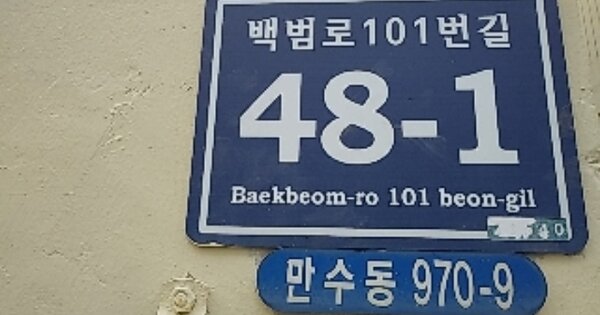 백범로101번길
48-1
Baekbeom-ro 101 beon-gil
40
만수동 970-9